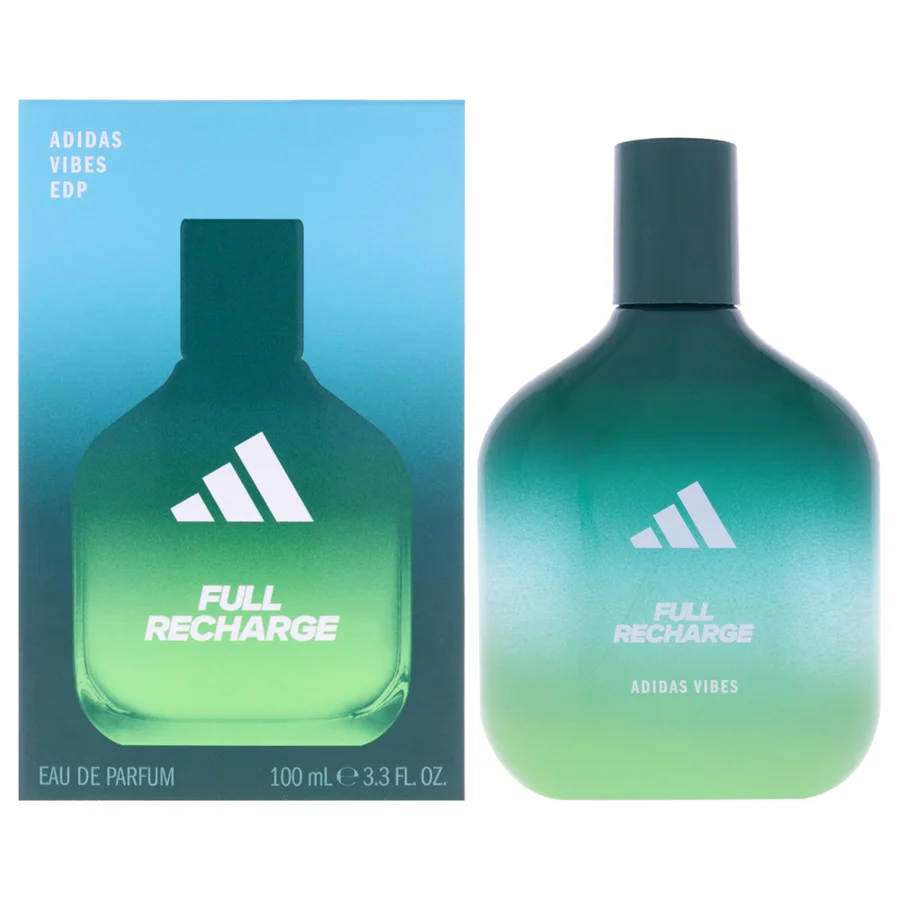 ADIDAS
VIBES
EDP
FULL
RECHARGE
EAU DE PARFUM
100 mL ℮ 3.3 FL. OZ.
FULL
RECHARGE
ADIDAS VIBES